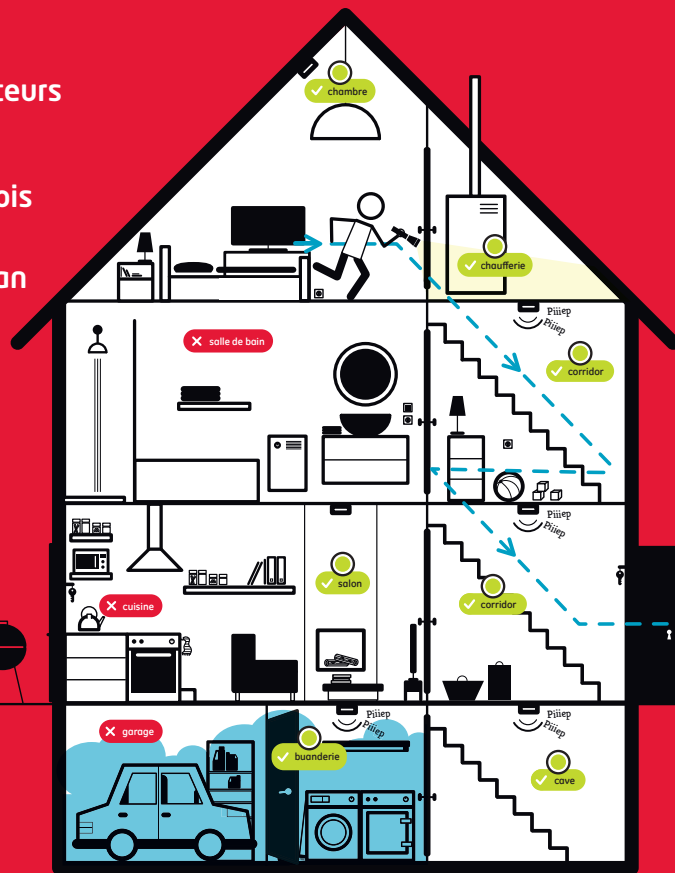 teurs
ois
an
chambre
chaufferie
Piiiep
Piiiep
salle de bain
corridor
Piiiep
Piiiep
salon
cuisine
corridor
Piiiep
Piiiep
Piiiep
Piiiep
garage
buanderie
cave